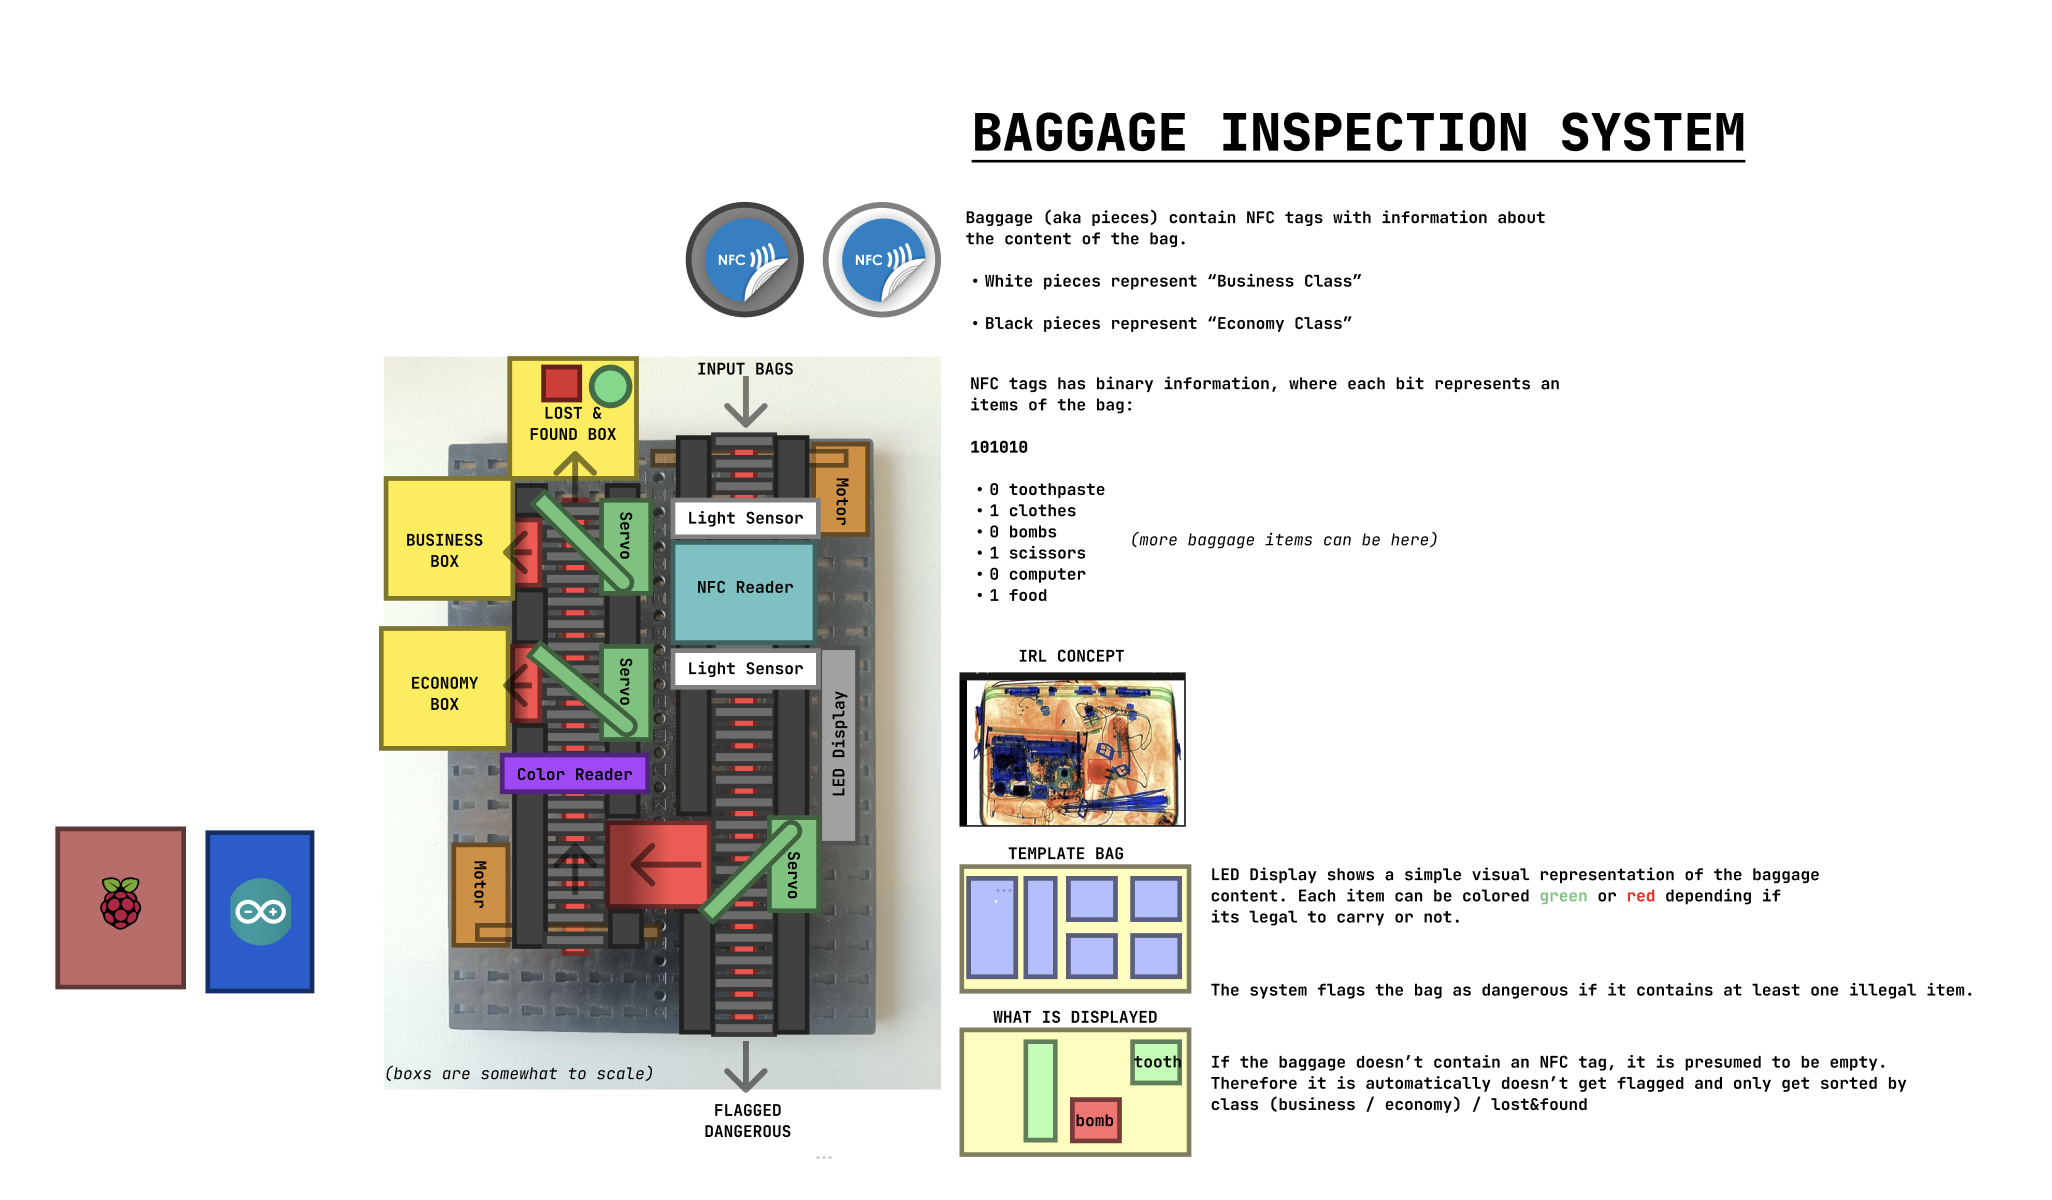 BAGGAGE INSPECTION SYSTEM
NFC
NFC
Baggage (aka pieces) contain NFC tags with information about
the content of the bag.
• White pieces represent “Business Class”
• Black pieces represent “Economy Class”
NFC tags has binary information, where each bit represents an
items of the bag:
101010
• 0 toothpaste
• 1 clothes
• 0 bombs
• 1 scissors
• 0 computer
• 1 food
(more baggage items can be here)
INPUT BAGS
LOST &
FOUND BOX
BUSINESS
BOX
ECONOMY
BOX
Servo
Servo
Color Reader
Motor
Motor
Light Sensor
NFC Reader
Light Sensor
LED Display
Servo
(boxs are somewhat to scale)
FLAGGED
DANGEROUS
...
IRL CONCEPT
TEMPLATE BAG
LED Display shows a simple visual representation of the baggage
content. Each item can be colored green or red depending if
its legal to carry or not.
The system flags the bag as dangerous if it contains at least one illegal item.
WHAT IS DISPLAYED
tooth
bomb
If the baggage doesn’t contain an NFC tag, it is presumed to be empty.
Therefore it is automatically doesn’t get flagged and only get sorted by
class (business / economy) / lost&found